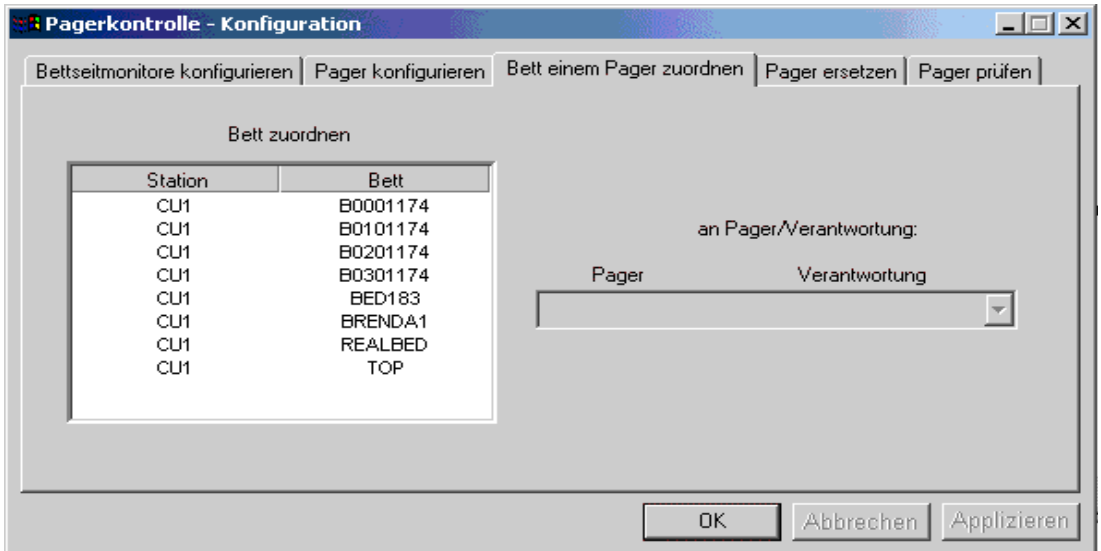 Pagerkontrolle - Konfiguration
Bettseitmonitore konfigurieren Pager konfigurieren Bett einem Pager zuordnen Pager ersetzen Pager prüfen
Bett zuordnen
Station Bett
CU1 B0001174
CU1 B0101174
CU1 B0201174
CU1 B0301174
CU1 BED183
CU1 BRENDA1
CU1 REALBED
CU1 TOP
an Pager/Verantwortung:
Pager Verantwortung
OK Abbrechen Applizieren